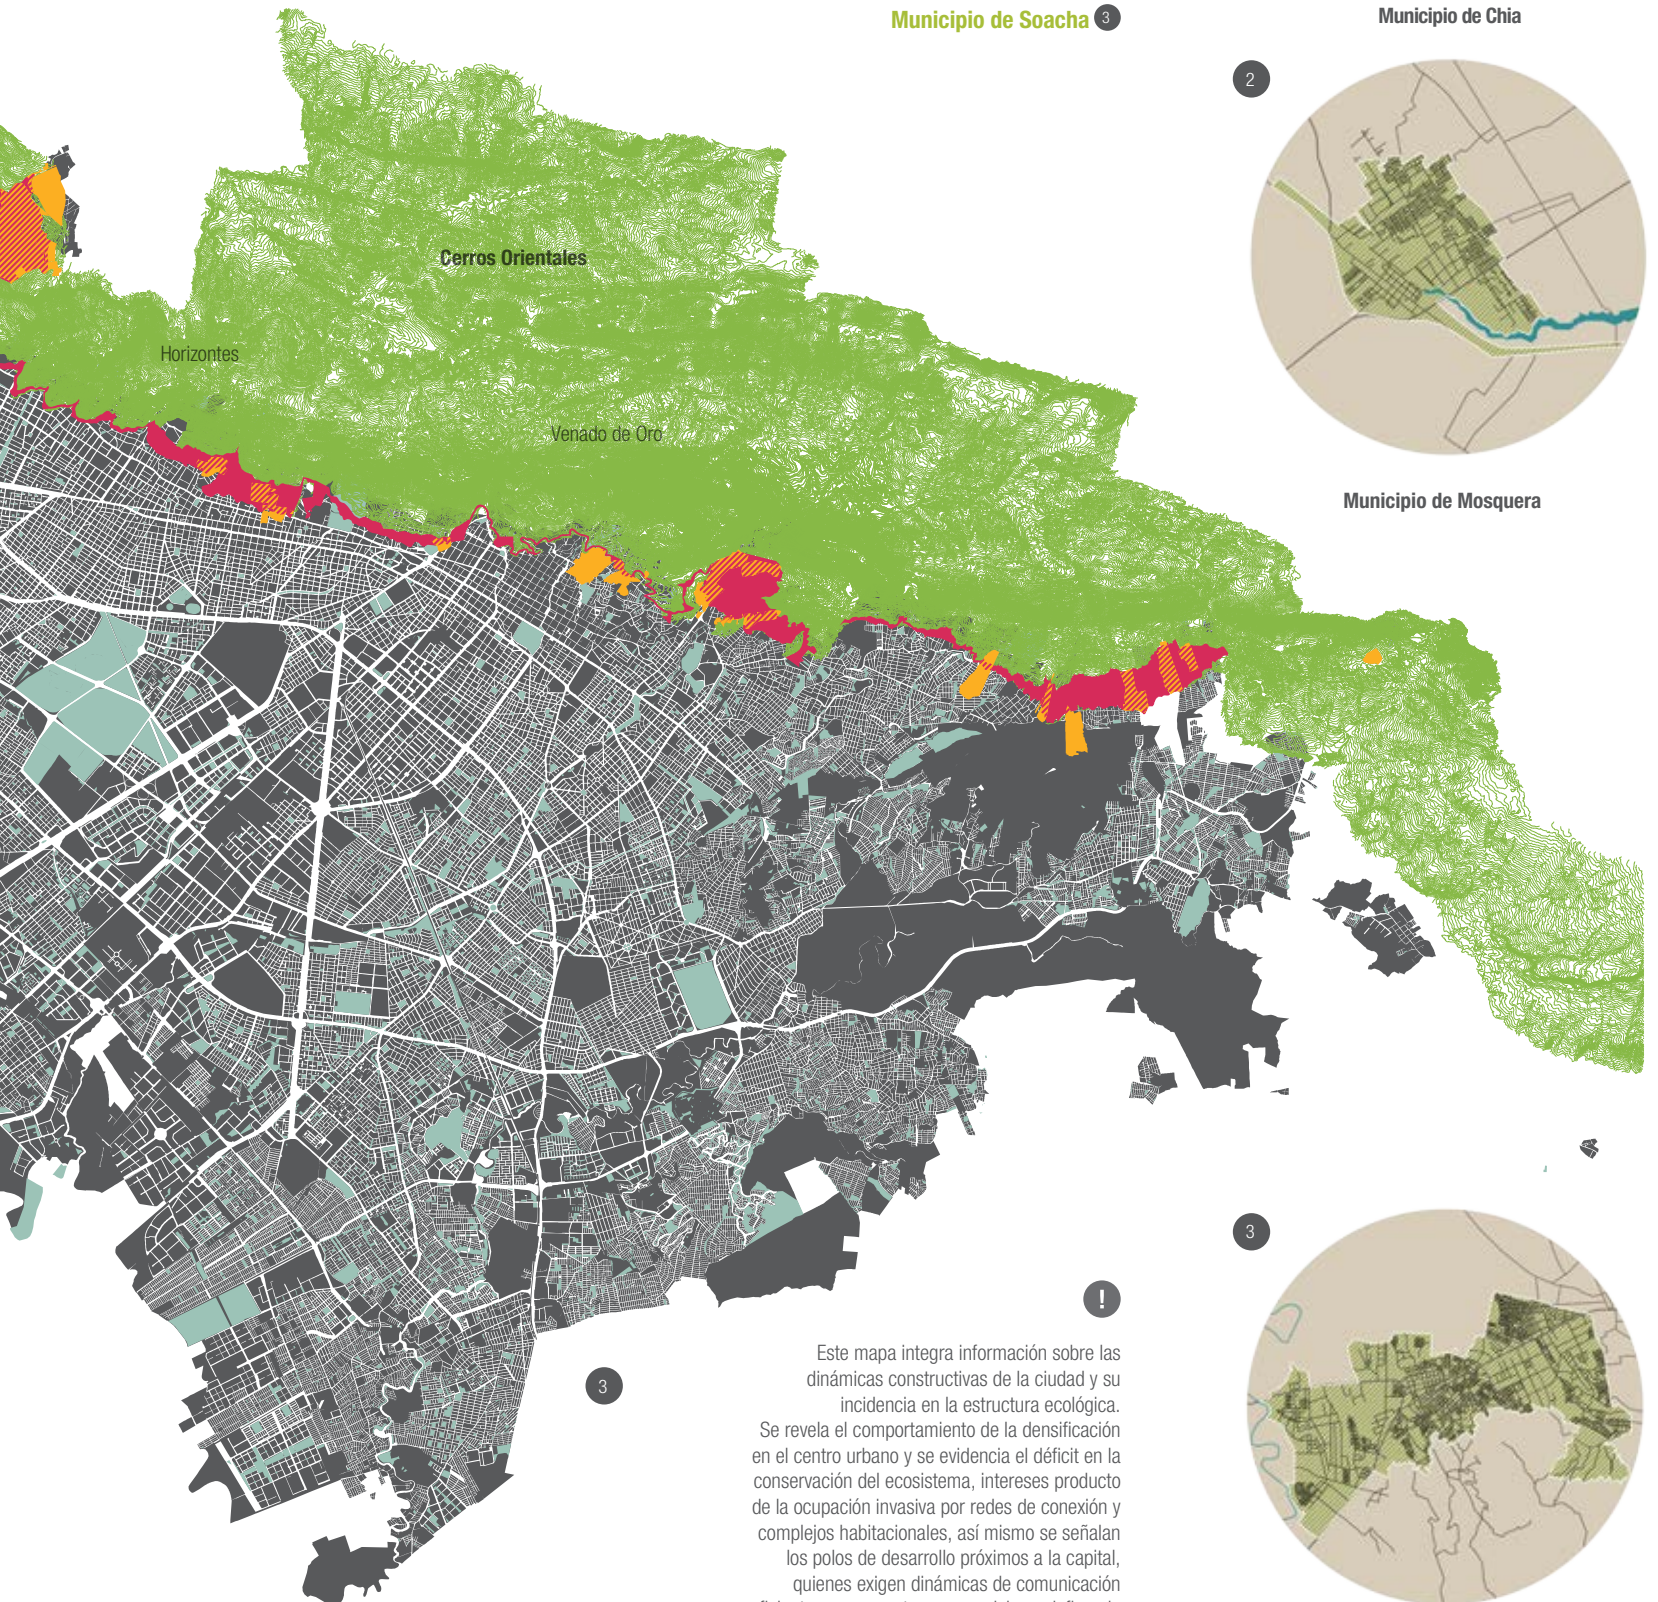 Municipio de Soacha 3
Municipio de Chia
2
Cerros Orientales
Horizontes
Venado de Oro
Municipio de Mosquera
3
!
3
Este mapa integra información sobre las
dinámicas constructivas de la ciudad y su
incidencia en la estructura ecológica.
Se revela el comportamiento de la densificación
en el centro urbano y se evidencia el déficit en la
conservación del ecosistema, intereses producto
de la ocupación invasiva por redes de conexión y
complejos habitacionales, así mismo se señalan
los polos de desarrollo próximos a la capital,
quienes exigen dinámicas de comunicación